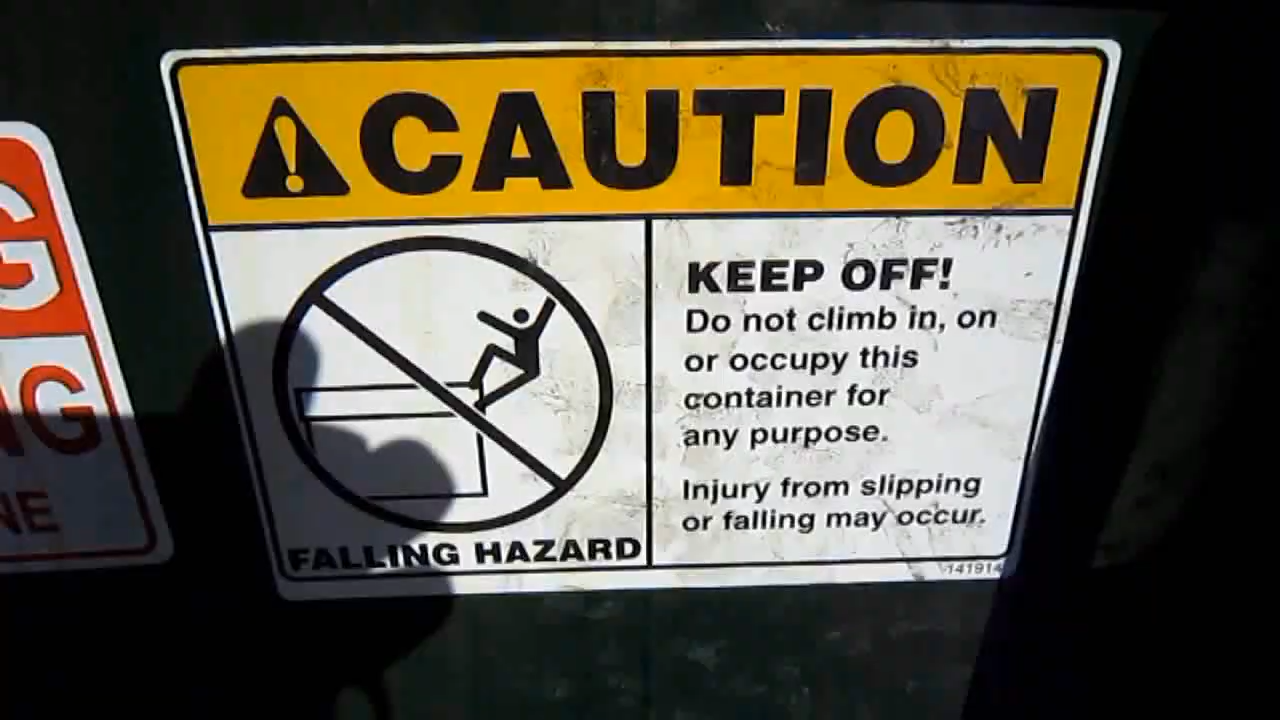 CAUTION
KEEP OFF!
Do not climb in, on
or occupy this
container for
any purpose.
Injury from slipping
or falling may occur.
FALLING HAZARD
141914